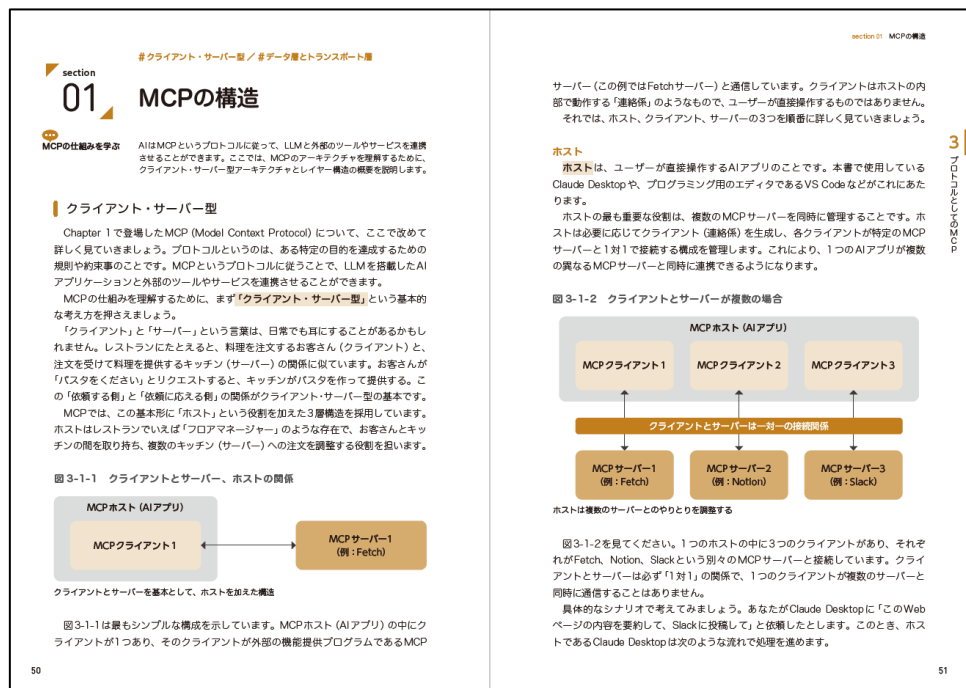 #クライアント・サーバー型 / #データ層とトランスポート層
section
01
MCPの構造
MCPの仕組みを学ぶ
AIはMCPというプロトコルに従って、LLMと外部のツールやサービスを連携
させることができます。ここでは、MCPのアーキテクチャを理解するために、
クライアント・サーバー型アーキテクチャとレイヤー構造の概要を説明します。
クライアント・サーバー型
Chapter 1で登場したMCP (Model Context Protocol) について、ここで改めて
詳しく見ていきましょう。プロトコルというのは、ある特定の目的を達成するための
規則や約束事のことです。MCPというプロトコルに従うことで、LLMを搭載したAI
アプリケーションと外部のツールやサービスを連携させることができます。
MCPの仕組みを理解するために、まず「クライアント・サーバー型」という基本的
な考え方を押さえましょう。
「クライアント」と「サーバー」という言葉は、日常でも耳にすることがあるかもし
れません。レストランにたとえると、料理を注文するお客さん（クライアント）と、
注文を受けて料理を提供するキッチン（サーバー）の関係に似ています。お客さんが
「パスタをください」とリクエストすると、キッチンがパスタを作って提供する。こ
の「依頼する側」と「依頼に応える側」の関係がクライアント・サーバー型の基本です。
MCPでは、この基本形に「ホスト」という役割を加えた3層構造を採用しています。
ホストはレストランでいえば「フロアマネージャー」のような存在で、お客さんとキッ
チンの間を取り持ち、複数のキッチン（サーバー）への注文を調整する役割を担います。
図3-1-1 クライアントとサーバー、ホストの関係
MCPホスト（AIアプリ）
MCPクライアント1
MCPサーバー1
（例：Fetch）
クライアントとサーバーを基本として、ホストを加えた構造
図3-1-1は最もシンプルな構成を示しています。MCPホスト（AIアプリ）の中にク
ライアントが1つあり、そのクライアントが外部の機能提供プログラムであるMCP
50
section 01 MCPの構造
サーバー（この例ではFetchサーバー）と通信しています。クライアントはホストの内
部で動作する「連絡係」のようなもので、ユーザーが直接操作するものではありません。
それでは、ホスト、クライアント、サーバーの3つを順番に詳しく見ていきましょう。
ホスト
ホストは、ユーザーが直接操作するAIアプリのことです。本書で使用している
Claude Desktopや、プログラミング用のエディタであるVS Codeなどがこれにあた
ります。
ホストの最も重要な役割は、複数のMCPサーバーを同時に管理することです。ホ
ストは必要に応じてクライアント（連絡係）を生成し、各クライアントが特定のMCP
サーバーと1対1で接続する構成を管理します。これにより、1つのAIアプリが複数
の異なるMCPサーバーと同時に連携できるようになります。
図3-1-2 クライアントとサーバーが複数の場合
MCPホスト（AIアプリ）
MCPクライアント1 MCPクライアント2 MCPクライアント3
クライアントとサーバーは一対一の接続関係
MCPサーバー1 MCPサーバー2 MCPサーバー3
（例：Fetch） （例：Notion） （例：Slack）
ホストは複数のサーバーとのやりとりを調整する
図3-1-2を見てください。1つのホストの中に3つのクライアントがあり、それぞ
れがFetch、Notion、Slackという別々のMCPサーバーと接続しています。クライ
アントとサーバーは必ず「1対1」の関係で、1つのクライアントが複数のサーバーと
同時に通信することはありません。
具体的なシナリオで考えてみましょう。あなたがClaude Desktopに「このWeb
ページの内容を要約して、Slackに投稿して」と依頼したとします。このとき、ホス
トであるClaude Desktopは次のような流れで処理を進めます。
3
プロトコルとしてのMCP
51